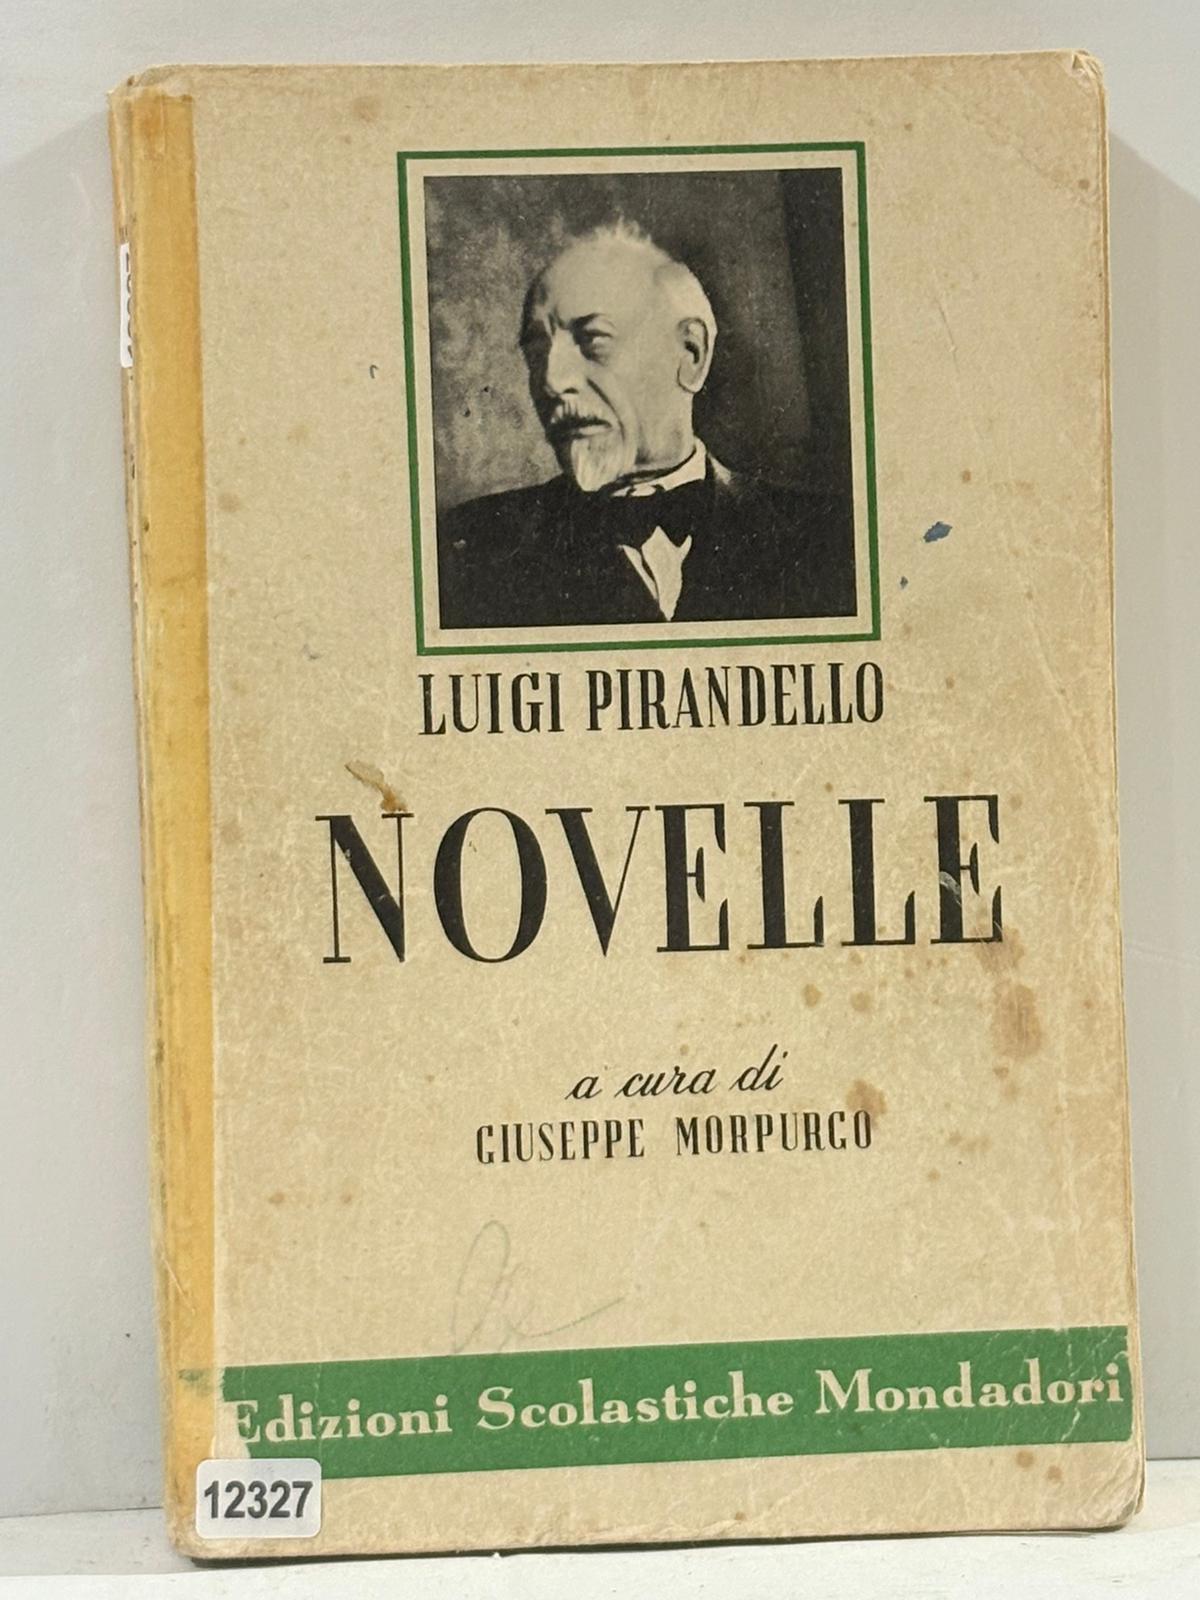 LUIGI PIRANDELLO
NOVELLE
a cura di
GIUSEPPE MORPURGO
Edizioni Scolastiche Mondadori
12327